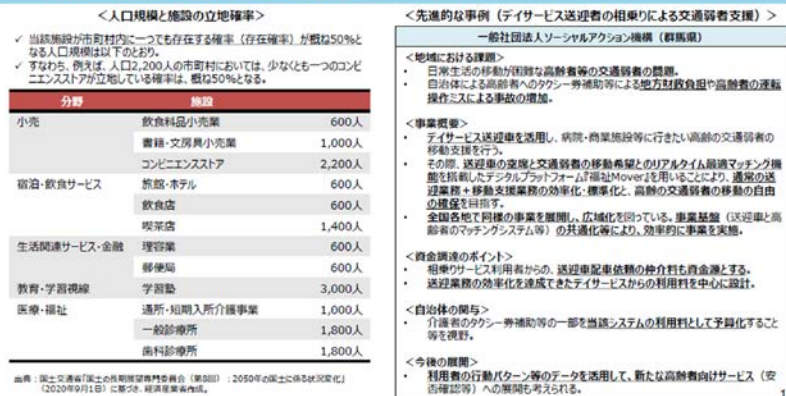 <人口規模と施設の立地確率>
✓ 当該施設が市町村内に一つでも存在する確率（存在確率）が概ね50%と
なる人口規模は以下のとおり。
✓ すなわち、例えば、人口2,200人の市町村においては、少なくとも一つのコンビ
ニエンスストアが立地している確率は、概ね50%となる。
分野 施設
小売 飲食料品小売業 600人
書籍・文房具小売業 1,000人
コンビニエンスストア 2,200人
宿泊・飲食サービス 旅館・ホテル 600人
飲食店 600人
喫茶店 1,400人
生活関連サービス・金融 理容業 600人
郵便局 600人
教育・学習視線 学習塾 3,000人
医療・福祉 通所・短期入所介護事業 1,000人
一般診療所 1,800人
歯科診療所 1,800人
出典：国土交通省「国土の長期展望専門委員会（第8回）：2050年の国土に係る状況変化」
（2020年9月1日）に基づき、経済産業省作成。
<先進的な事例（デイサービス送迎者の相乗りによる交通弱者支援）>
一般社団法人ソーシャルアクション機構（群馬県）
<地域における課題>
・ 日常生活の移動が困難な高齢者等の交通弱者の問題。
・ 自治体による高齢者へのタクシー券補助等による地方財政負担や高齢者の運転
操作ミスによる事故の増加。
<事業概要>
・ デイサービス送迎車を活用し、病院・商業施設等に行きたい高齢の交通弱者の
移動支援を行う。
・ その際、送迎車の空席と交通弱者の移動希望とのリアルタイム最適マッチング機
能を搭載したデジタルプラットフォーム『福祉Mover』を用いることにより、通常の送
迎業務＋移動支援業務の効率化・標準化と、高齢の交通弱者の移動の自由
の確保を目指す。
・ 全国各地で同様の事業を展開し、広域化を図っている。事業基盤（送迎車と高
齢者のマッチングシステム等）の共通化等により、効率的に事業を実施。
<資金調達のポイント>
・ 相乗りサービス利用者からの、送迎車配車依頼の仲介料も資金源とする。
・ 送迎業務の効率化を達成できたデイサービスからの利用料を中心に設計。
<自治体の関与>
・ 介護者のタクシー券補助等の一部を当該システムの利用料として予算化すること
等を視野。
<今後の展開>
・ 利用者の行動パターン等のデータを活用して、新たな高齢者向けサービス（安
否確認等）への展開も考えられる。